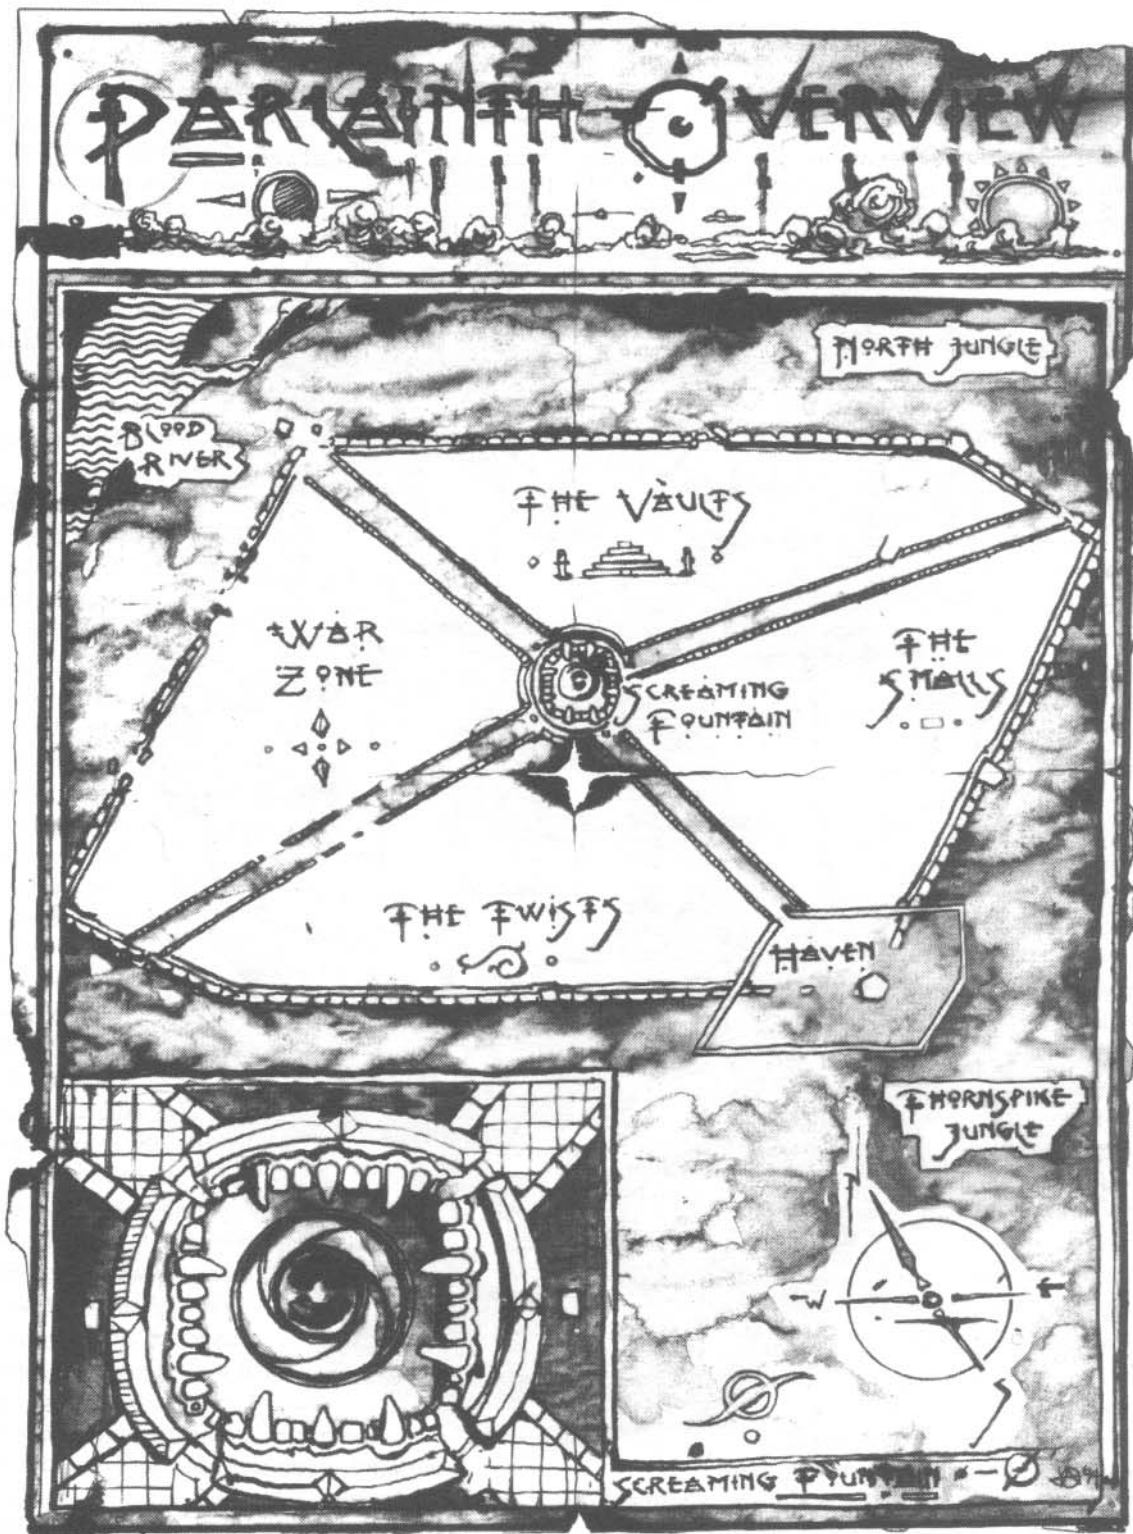 PARLAINTH OVERVIEW
NORTH JUNGLE
BLOOD
RIVER
THE VAULTS
WAR
ZONE
THE
SMALLS
SCREAMING
FOUNTAIN
THE TWISTS
HAVEN
THORNSPIKE
JUNGLE
N
W
E
S
SCREAMING FOUNTAIN